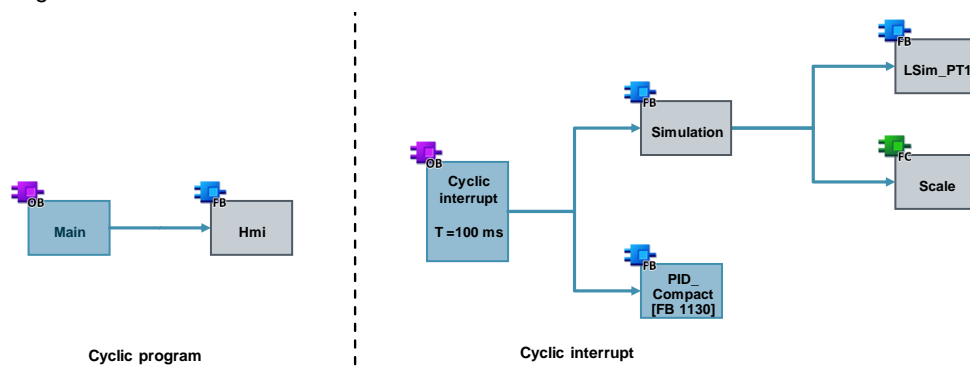 OB
Main
FB
Hmi
Cyclic program
OB
Cyclic
interrupt
T =100 ms
FB
Simulation
FB
PID_
Compact
[FB 1130]
FB
LSim_PT1
FC
Scale
Cyclic interrupt